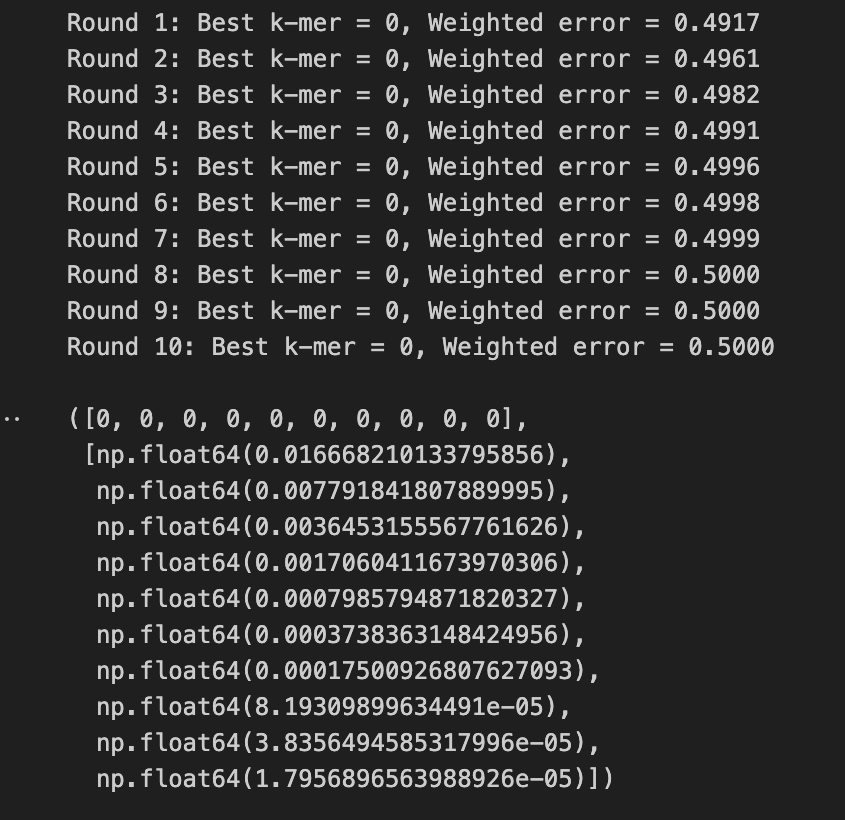 Round 1: Best k-mer = 0, Weighted error = 0.4917
Round 2: Best k-mer = 0, Weighted error = 0.4961
Round 3: Best k-mer = 0, Weighted error = 0.4982
Round 4: Best k-mer = 0, Weighted error = 0.4991
Round 5: Best k-mer = 0, Weighted error = 0.4996
Round 6: Best k-mer = 0, Weighted error = 0.4998
Round 7: Best k-mer = 0, Weighted error = 0.4999
Round 8: Best k-mer = 0, Weighted error = 0.5000
Round 9: Best k-mer = 0, Weighted error = 0.5000
Round 10: Best k-mer = 0, Weighted error = 0.5000
·· ([0, 0, 0, 0, 0, 0, 0, 0, 0, 0],
[np.float64(0.016668210133795856),
np.float64(0.007791841807889995),
np.float64(0.0036453155567761626),
np.float64(0.0017060411673970306),
np.float64(0.0007985794871820327),
np.float64(0.0003738363148424956),
np.float64(0.00017500926807627093),
np.float64(8.19309899634491e-05),
np.float64(3.8356494585317996e-05),
np.float64(1.7956896563988926e-05)])